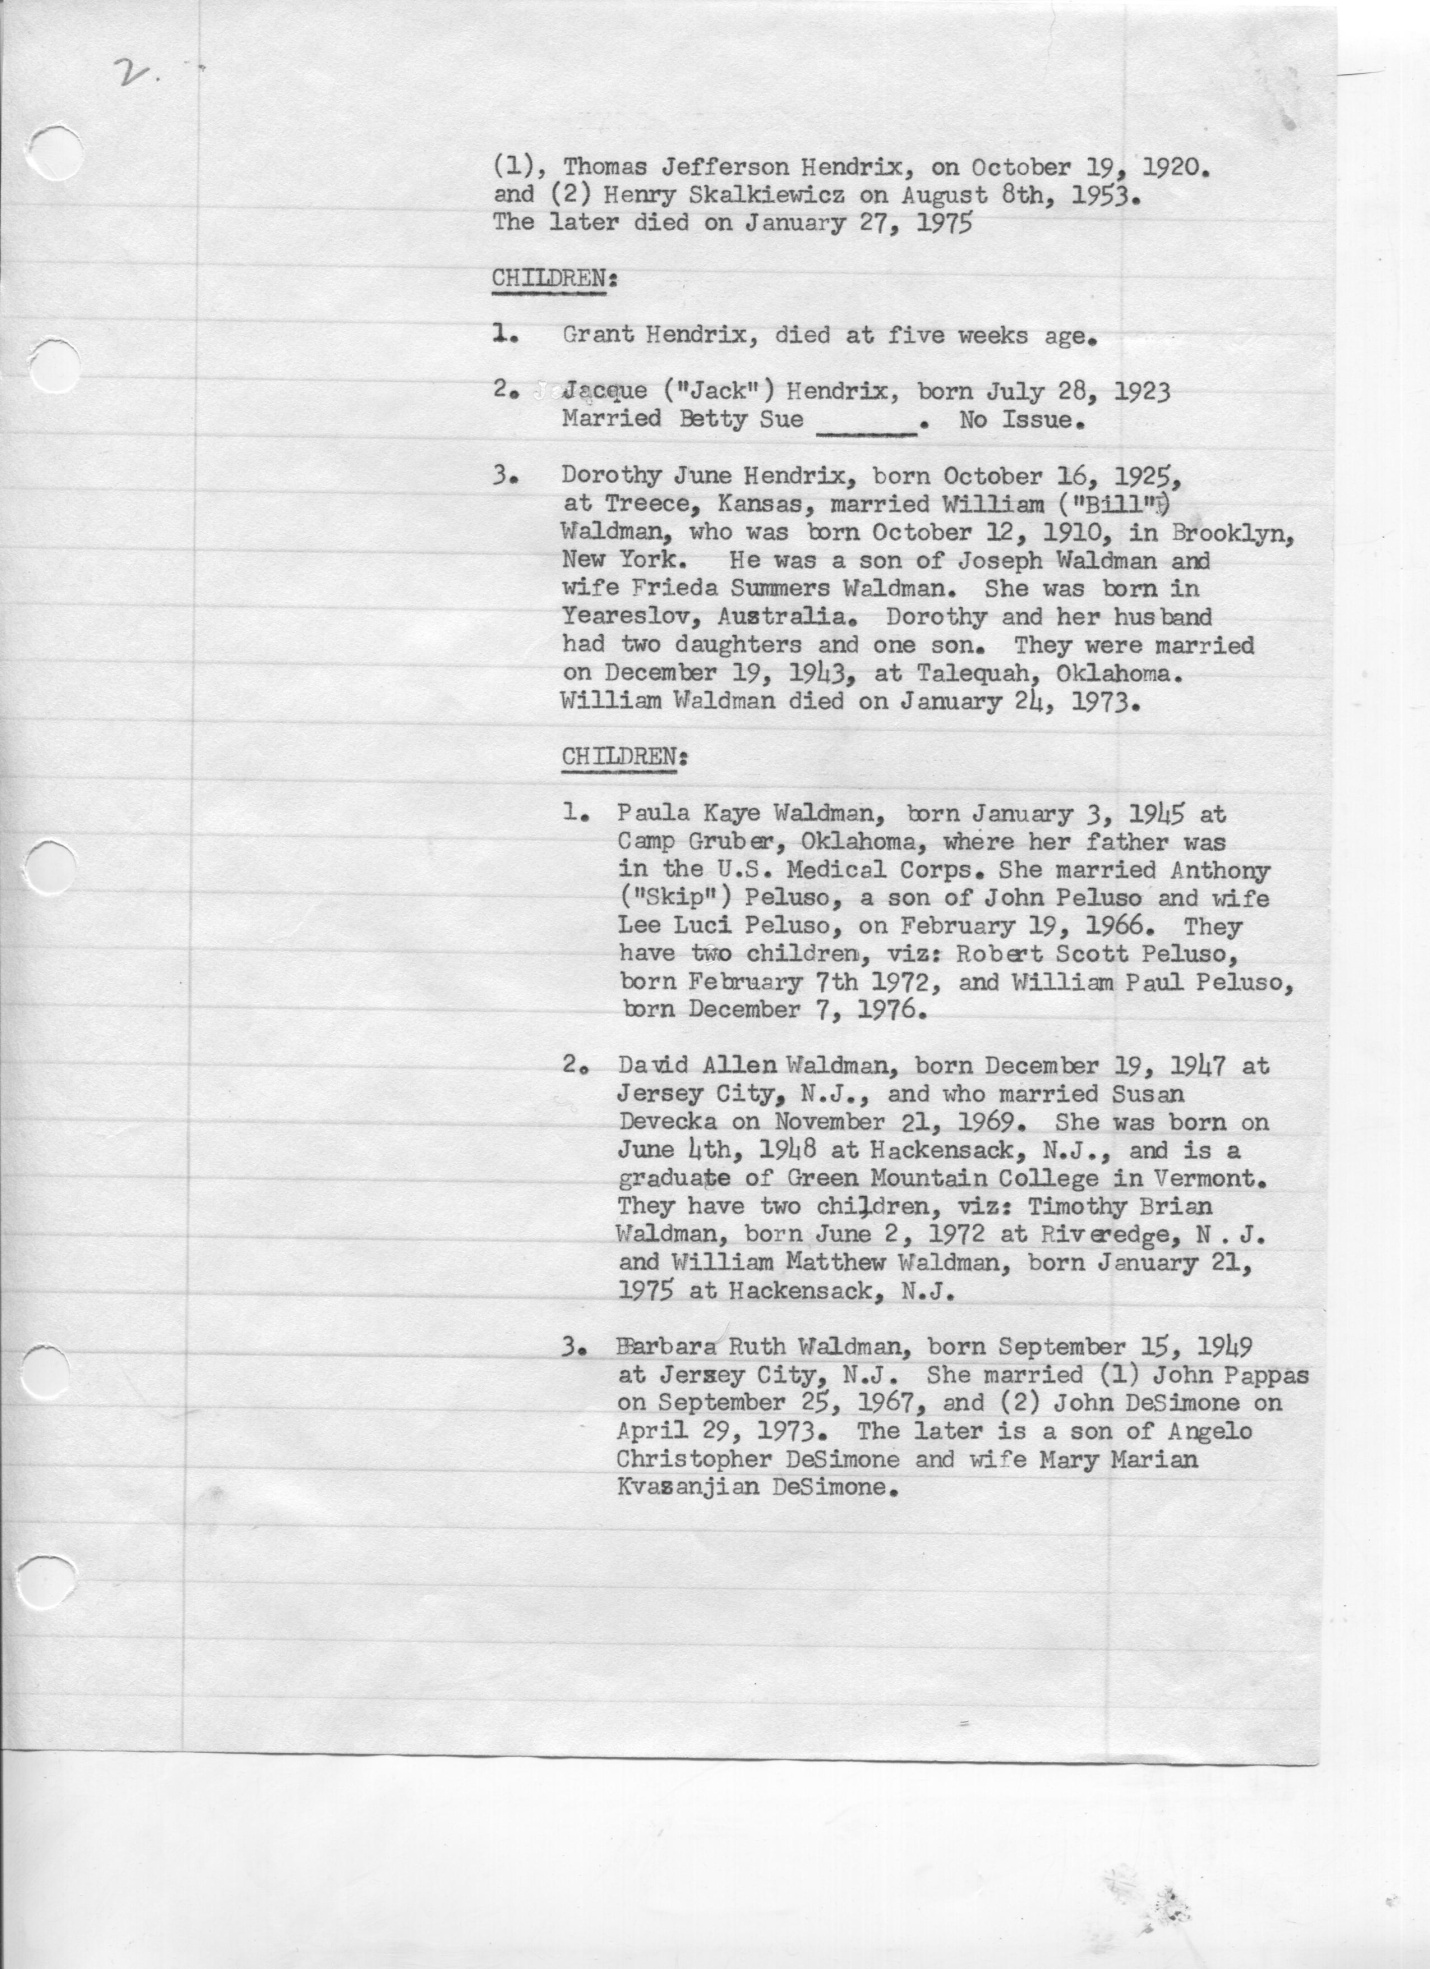 2.
(1), Thomas Jefferson Hendrix, on October 19, 1920.
and (2) Henry Skalkiewicz on August 8th, 1953.
The later died on January 27, 1975
CHILDREN:
1. Grant Hendrix, died at five weeks age.
2. Jacque ("Jack") Hendrix, born July 28, 1923
Married Betty Sue ______. No Issue.
3. Dorothy June Hendrix, born October 16, 1925,
at Treece, Kansas, married William ("Bill")
Waldman, who was born October 12, 1910, in Brooklyn,
New York. He was a son of Joseph Waldman and
wife Frieda Summers Waldman. She was born in
Yeareslov, Australia. Dorothy and her husband
had two daughters and one son. They were married
on December 19, 1943, at Talequah, Oklahoma.
William Waldman died on January 24, 1973.
CHILDREN:
1. Paula Kaye Waldman, born January 3, 1945 at
Camp Gruber, Oklahoma, where her father was
in the U.S. Medical Corps. She married Anthony
("Skip") Peluso, a son of John Peluso and wife
Lee Luci Peluso, on February 19, 1966. They
have two children, viz: Robert Scott Peluso,
born February 7th 1972, and William Paul Peluso,
born December 7, 1976.
2. David Allen Waldman, born December 19, 1947 at
Jersey City, N.J., and who married Susan
Devecka on November 21, 1969. She was born on
June 4th, 1948 at Hackensack, N.J., and is a
graduate of Green Mountain College in Vermont.
They have two children, viz: Timothy Brian
Waldman, born June 2, 1972 at Riveredge, N.J.
and William Matthew Waldman, born January 21,
1975 at Hackensack, N.J.
3. Barbara Ruth Waldman, born September 15, 1949
at Jersey City, N.J. She married (1) John Pappas
on September 25, 1967, and (2) John DeSimone on
April 29, 1973. The later is a son of Angelo
Christopher DeSimone and wife Mary Marian
Kvazanjian DeSimone.